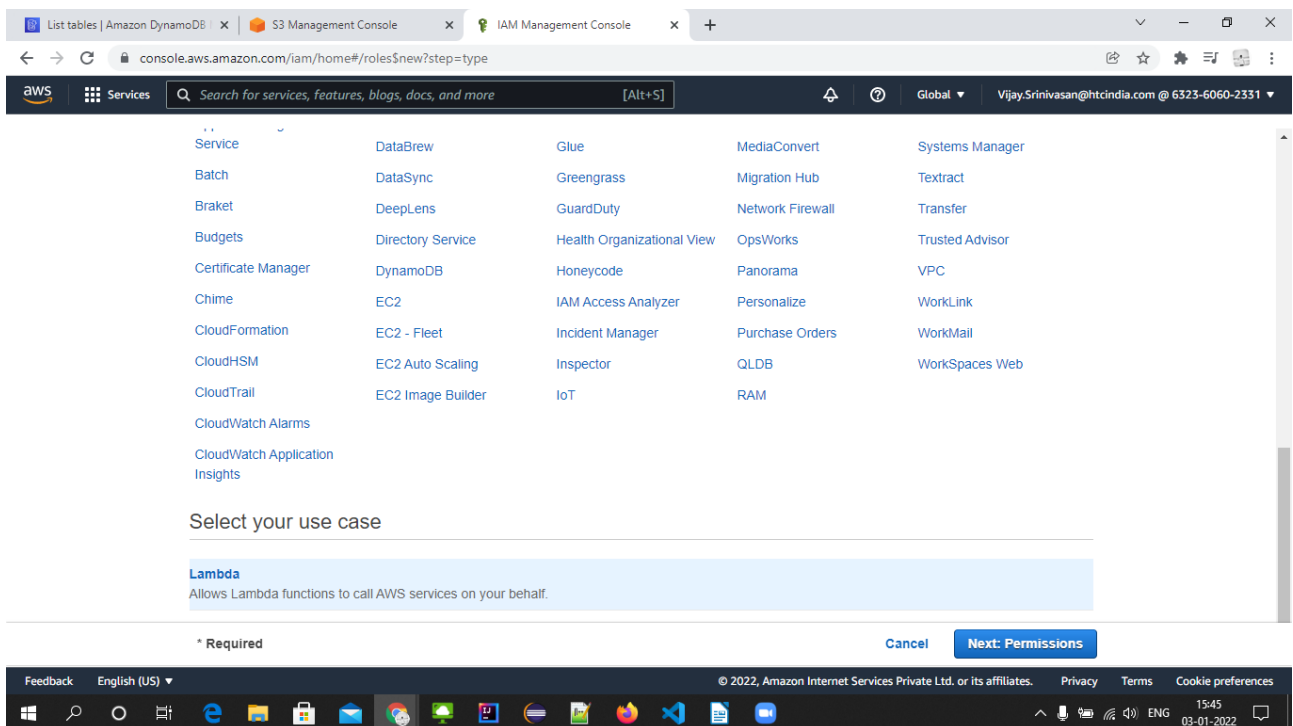 List tables | Amazon DynamoDB
S3 Management Console
IAM Management Console
console.aws.amazon.com/iam/home#/roles$new?step=type
aws
Services
Search for services, features, blogs, docs, and more
[Alt+S]
Global
Vijay.Srinivasan@htcindia.com @ 6323-6060-2331
Service
DataBrew
Glue
MediaConvert
Systems Manager
Batch
DataSync
Greengrass
Migration Hub
Textract
Braket
DeepLens
GuardDuty
Network Firewall
Transfer
Budgets
Directory Service
Health Organizational View
OpsWorks
Trusted Advisor
Certificate Manager
DynamoDB
Honeycode
Panorama
VPC
Chime
EC2
IAM Access Analyzer
Personalize
WorkLink
CloudFormation
EC2 - Fleet
Incident Manager
Purchase Orders
WorkMail
CloudHSM
EC2 Auto Scaling
Inspector
QLDB
WorkSpaces Web
CloudTrail
EC2 Image Builder
IoT
RAM
CloudWatch Alarms
CloudWatch Application
Insights
Select your use case
Lambda
Allows Lambda functions to call AWS services on your behalf.
* Required
Cancel
Next: Permissions
Feedback
English (US)
© 2022, Amazon Internet Services Private Ltd. or its affiliates.
Privacy
Terms
Cookie preferences
ENG
15:45
03-01-2022